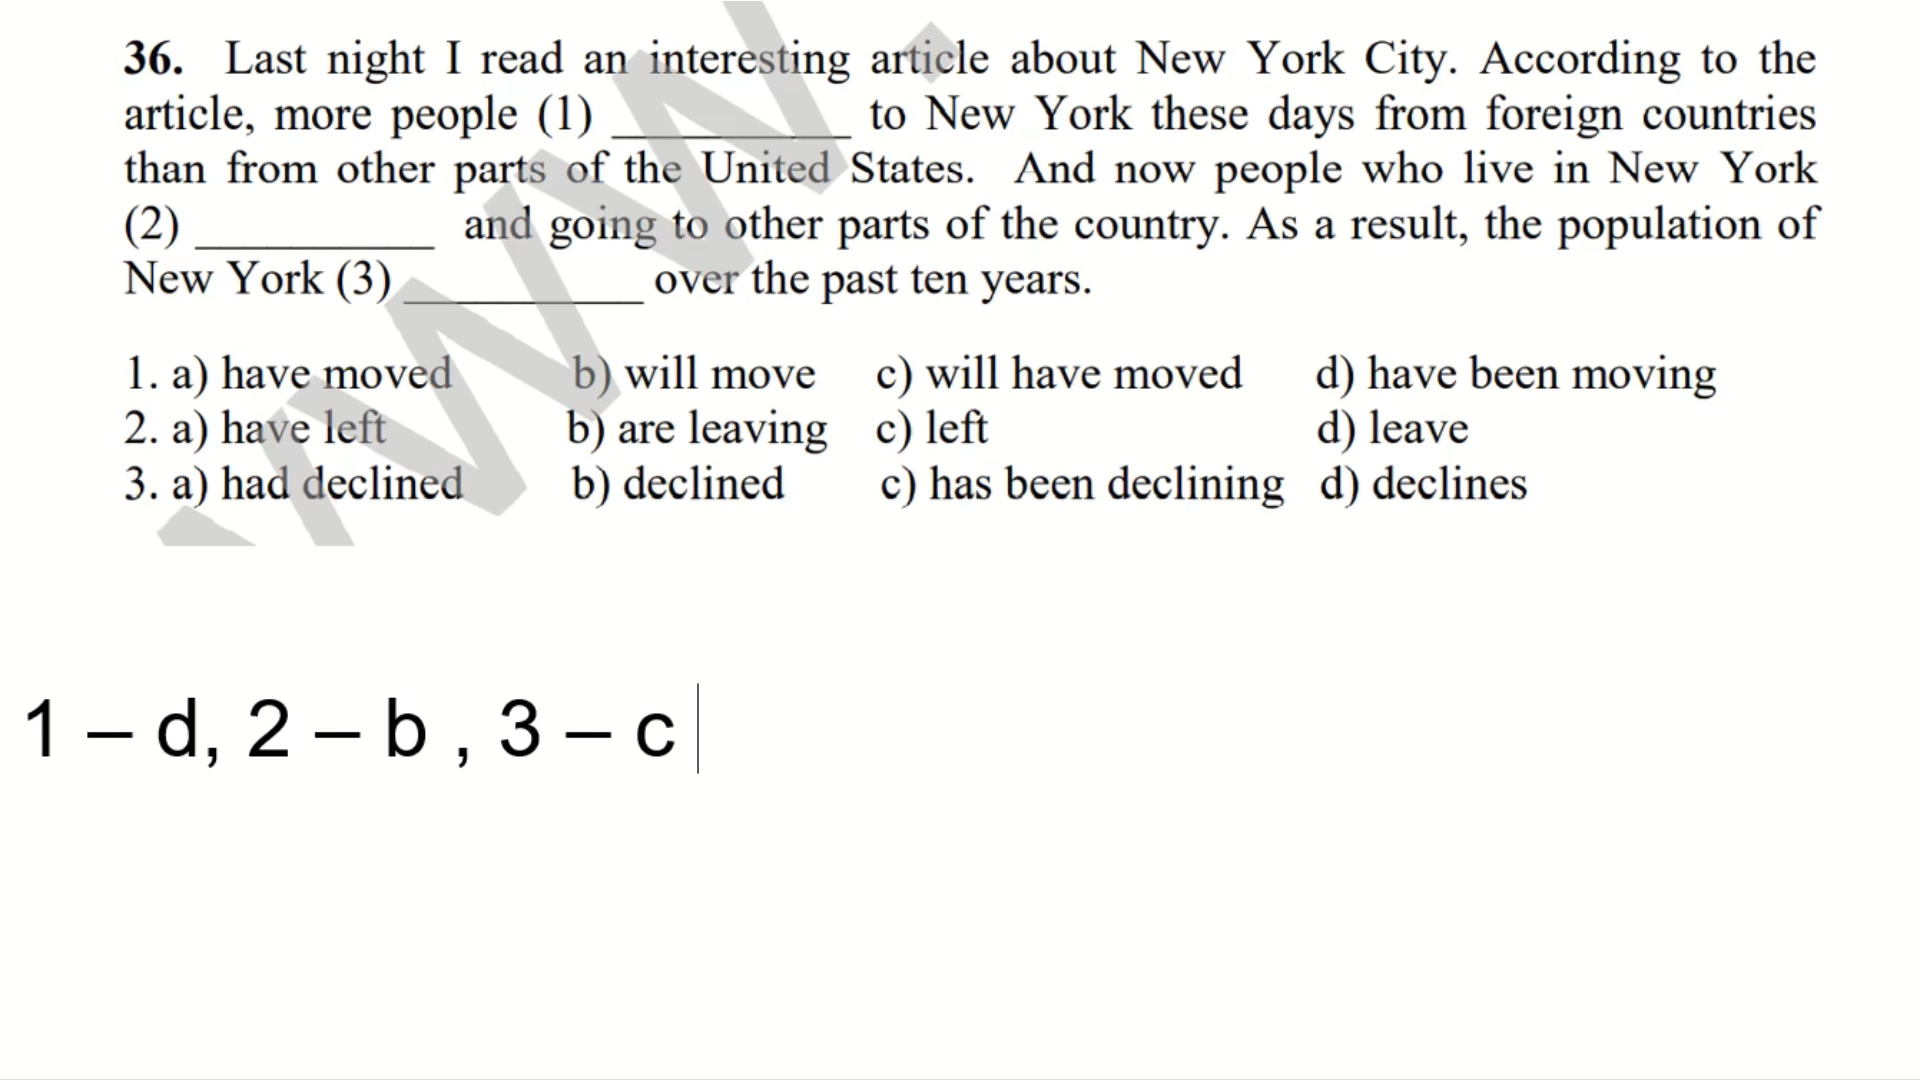 36. Last night I read an interesting article about New York City. According to the
article, more people (1) __________ to New York these days from foreign countries
than from other parts of the United States. And now people who live in New York
(2) __________ and going to other parts of the country. As a result, the population of
New York (3) __________ over the past ten years.
1. a) have moved b) will move c) will have moved d) have been moving
2. a) have left b) are leaving c) left d) leave
3. a) had declined b) declined c) has been declining d) declines
1 – d, 2 – b , 3 – c